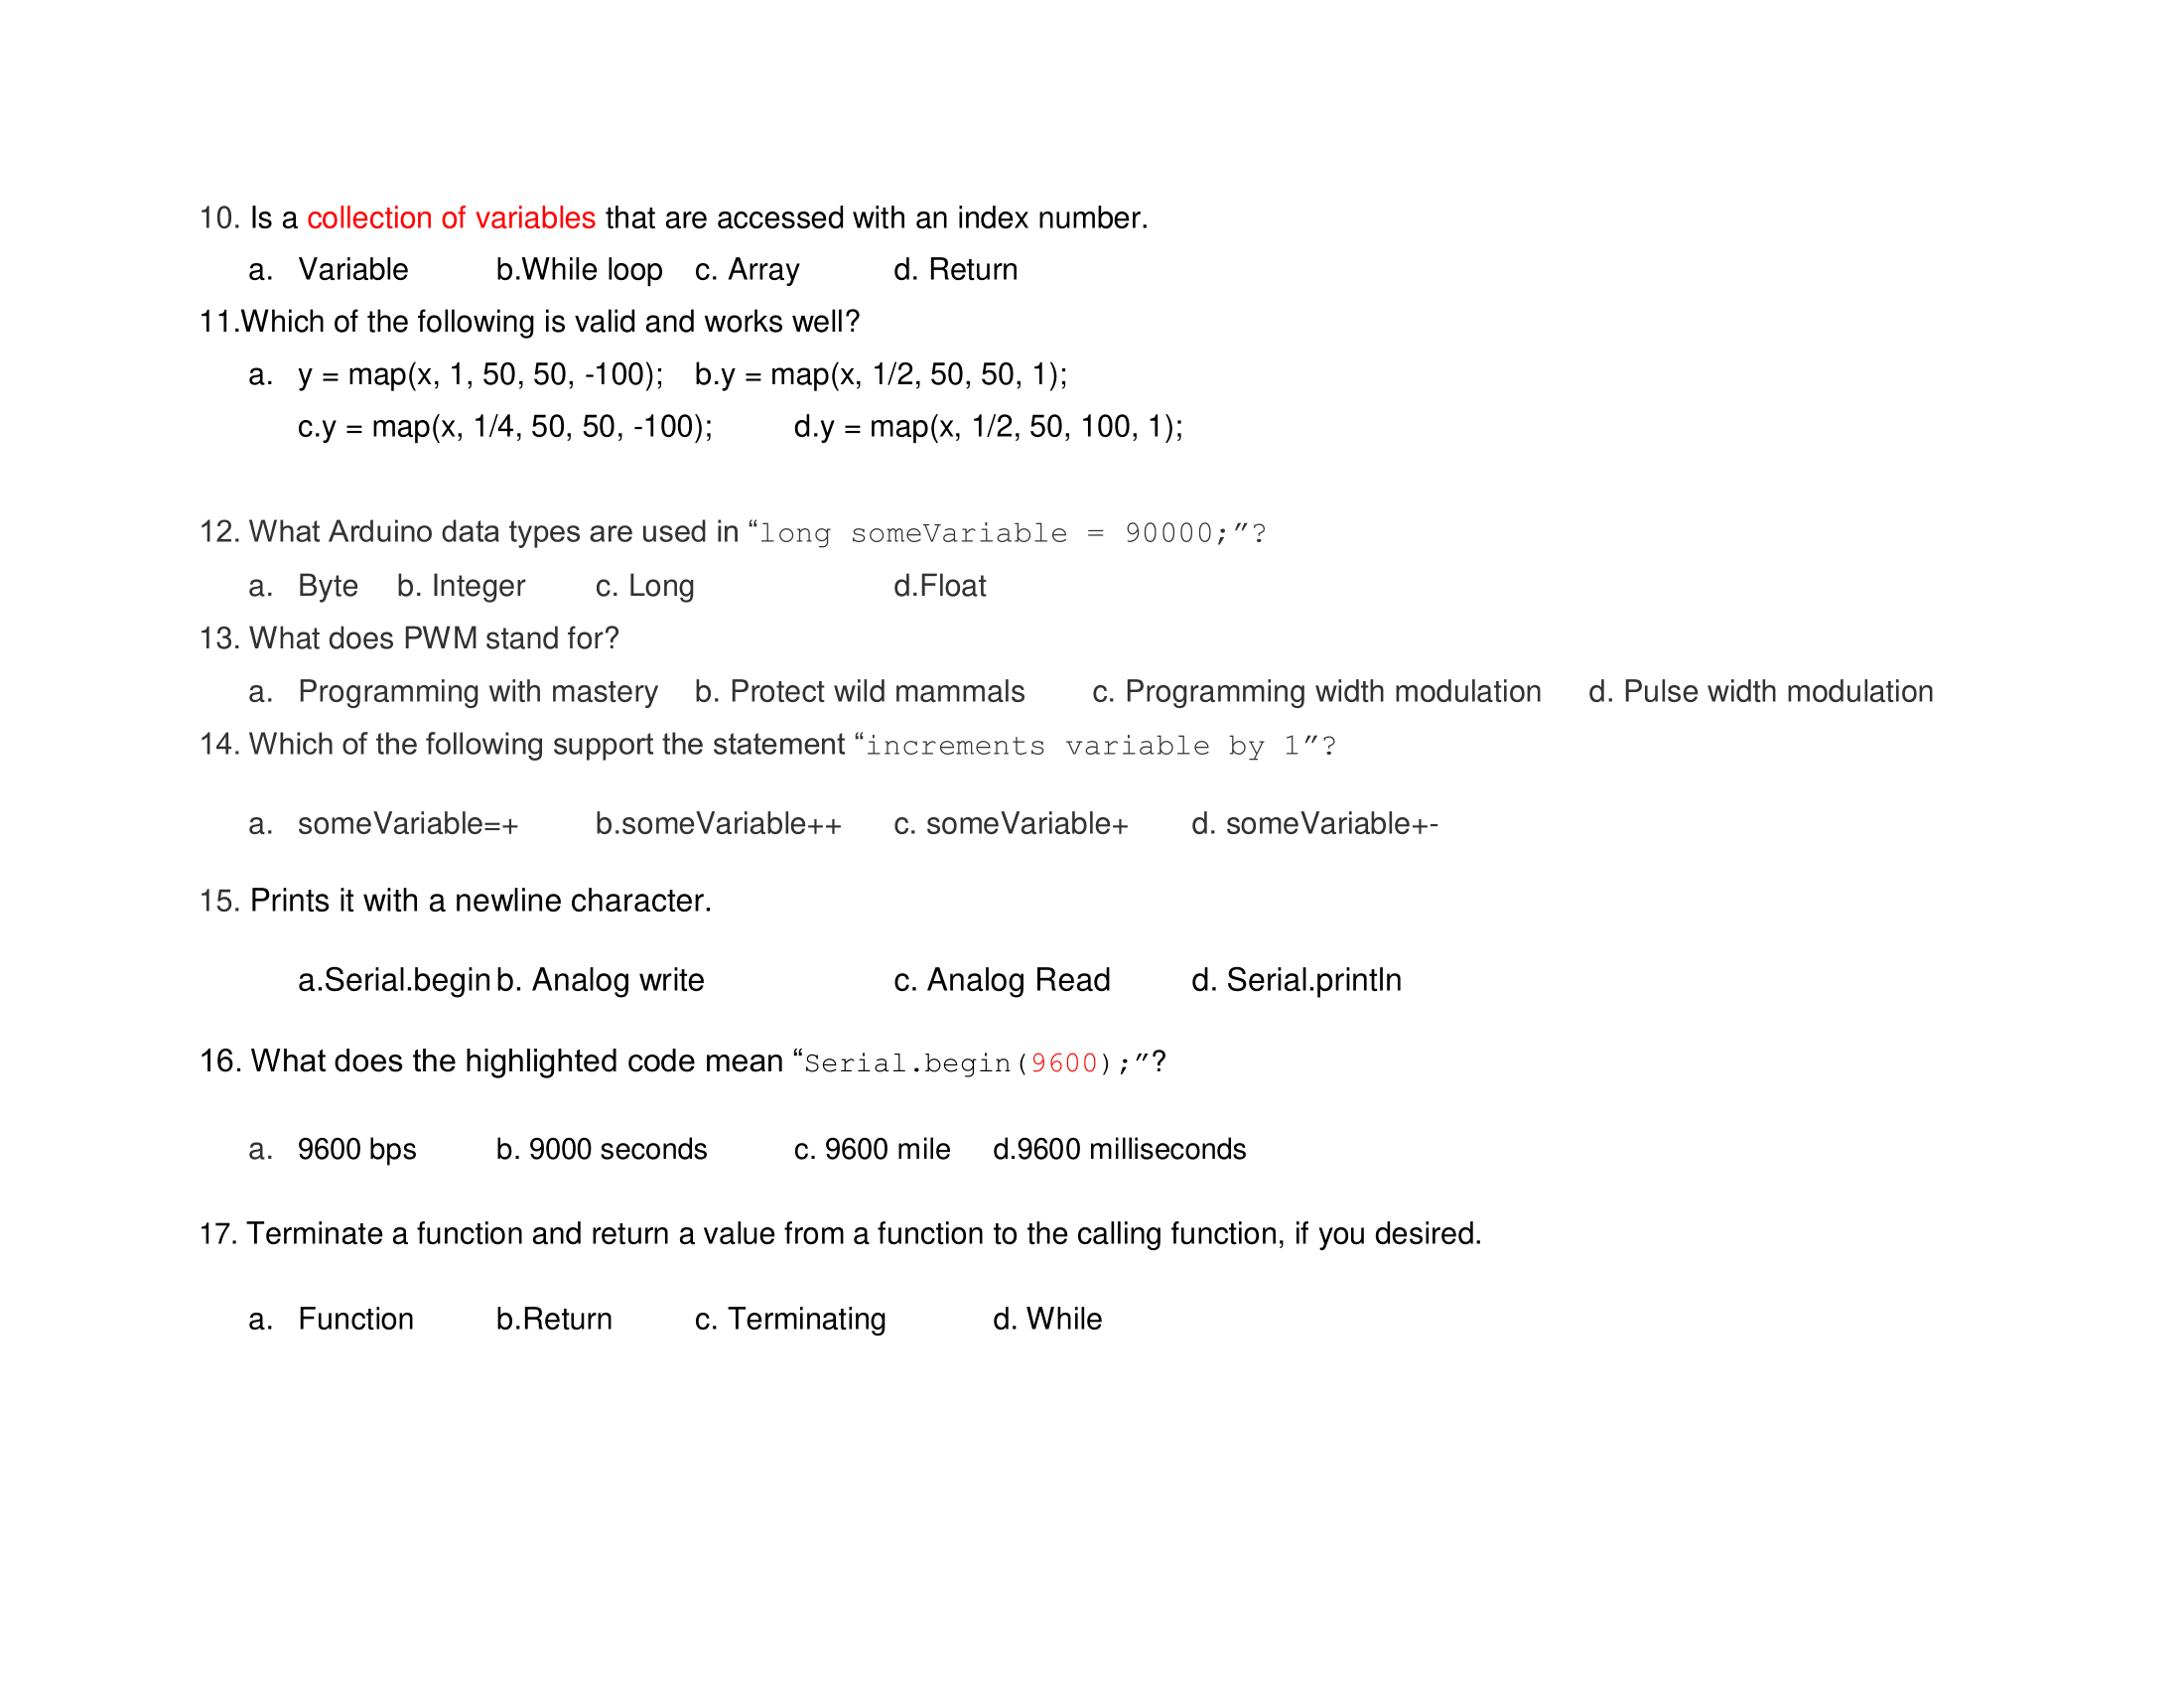 10. Is a collection of variables that are accessed with an index number.
a. Variable b.While loop c. Array d. Return
11.Which of the following is valid and works well?
a. y = map(x, 1, 50, 50, -100); b.y = map(x, 1/2, 50, 50, 1);
c.y = map(x, 1/4, 50, 50, -100); d.y = map(x, 1/2, 50, 100, 1);
12. What Arduino data types are used in “long someVariable = 90000;”?
a. Byte b. Integer c. Long d.Float
13. What does PWM stand for?
a. Programming with mastery b. Protect wild mammals c. Programming width modulation d. Pulse width modulation
14. Which of the following support the statement “increments variable by 1”?
a. someVariable=+ b.someVariable++ c. someVariable+ d. someVariable+-
15. Prints it with a newline character.
a.Serial.begin b. Analog write c. Analog Read d. Serial.println
16. What does the highlighted code mean “Serial.begin(9600);”?
a. 9600 bps b. 9000 seconds c. 9600 mile d.9600 milliseconds
17. Terminate a function and return a value from a function to the calling function, if you desired.
a. Function b.Return c. Terminating d. While